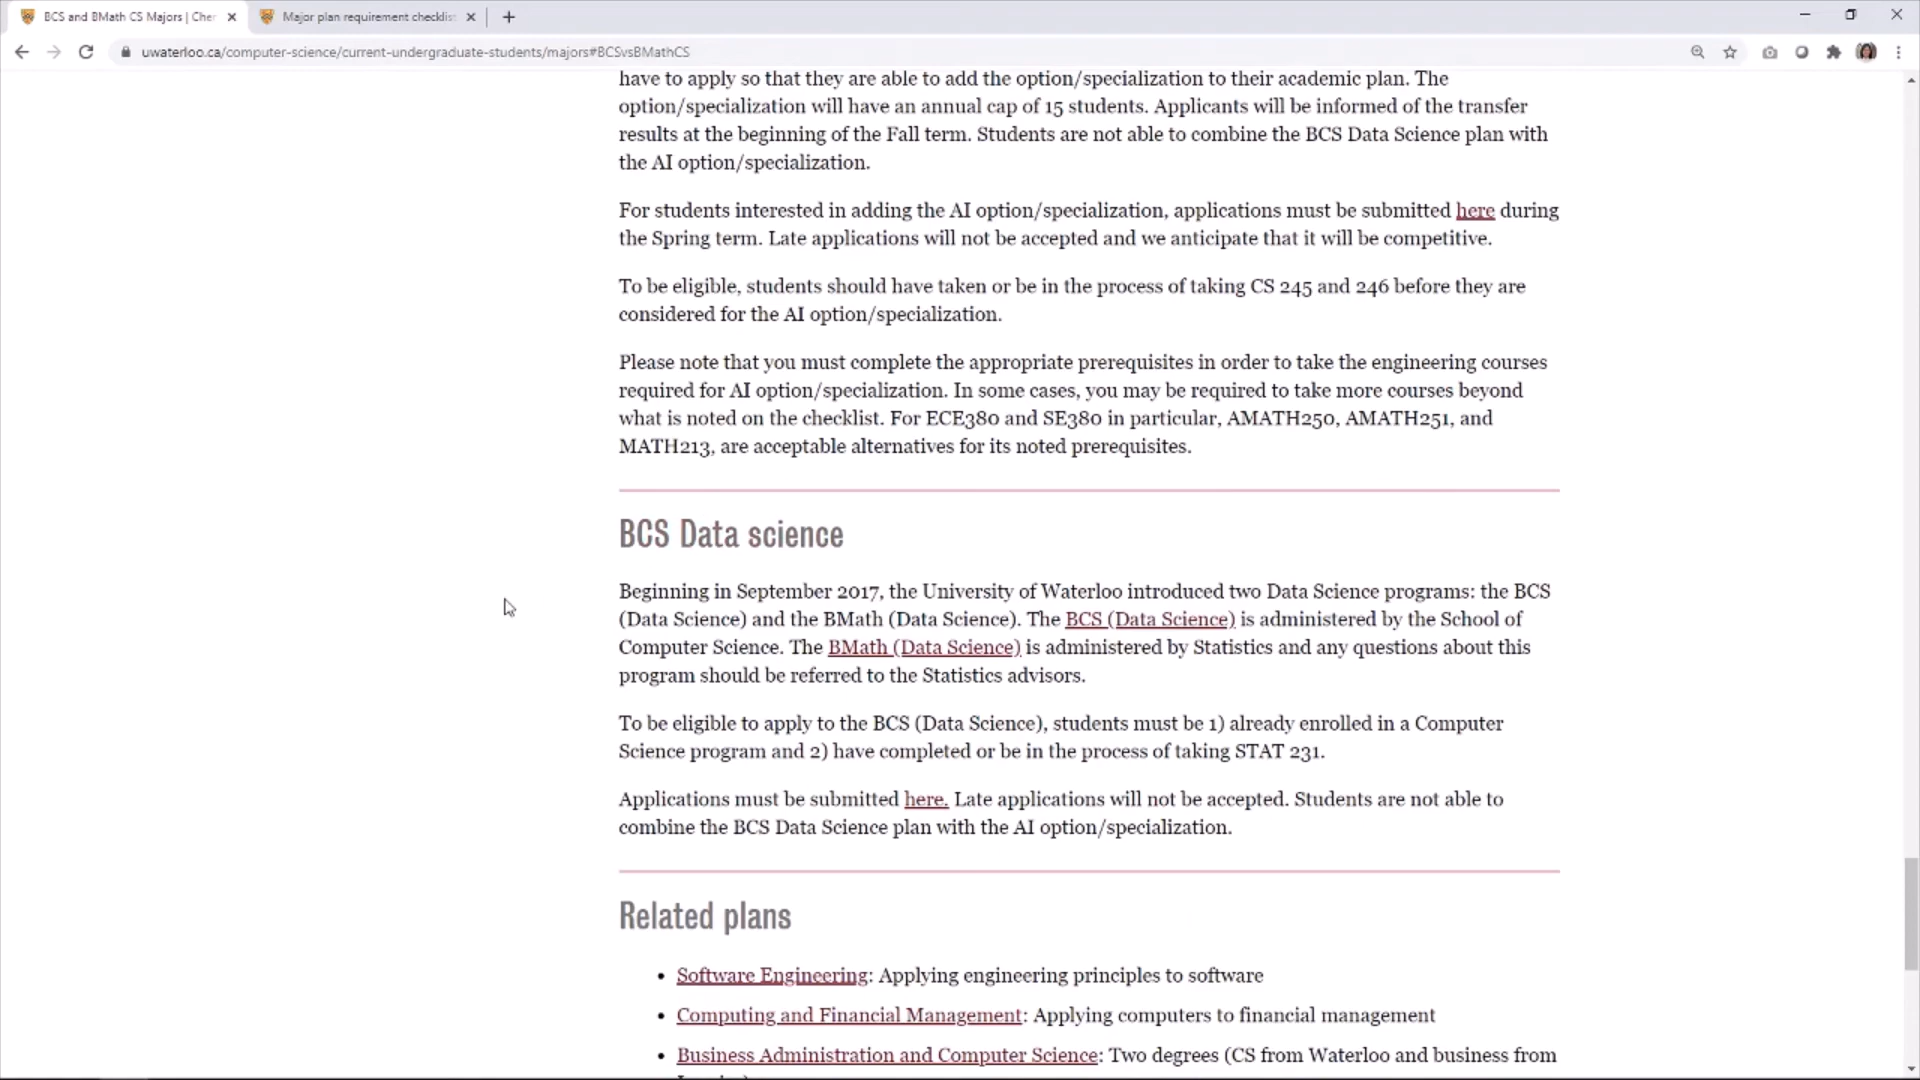 BCS and BMath CS Majors | Cher
Major plan requirement checklist
uwaterloo.ca/computer-science/current-undergraduate-students/majors#BCSvsBMathCS
have to apply so that they are able to add the option/specialization to their academic plan. The
option/specialization will have an annual cap of 15 students. Applicants will be informed of the transfer
results at the beginning of the Fall term. Students are not able to combine the BCS Data Science plan with
the AI option/specialization.
For students interested in adding the AI option/specialization, applications must be submitted here during
the Spring term. Late applications will not be accepted and we anticipate that it will be competitive.
To be eligible, students should have taken or be in the process of taking CS 245 and 246 before they are
considered for the AI option/specialization.
Please note that you must complete the appropriate prerequisites in order to take the engineering courses
required for AI option/specialization. In some cases, you may be required to take more courses beyond
what is noted on the checklist. For ECE380 and SE380 in particular, AMATH250, AMATH251, and
MATH213, are acceptable alternatives for its noted prerequisites.
BCS Data science
Beginning in September 2017, the University of Waterloo introduced two Data Science programs: the BCS
(Data Science) and the BMath (Data Science). The BCS (Data Science) is administered by the School of
Computer Science. The BMath (Data Science) is administered by Statistics and any questions about this
program should be referred to the Statistics advisors.
To be eligible to apply to the BCS (Data Science), students must be 1) already enrolled in a Computer
Science program and 2) have completed or be in the process of taking STAT 231.
Applications must be submitted here. Late applications will not be accepted. Students are not able to
combine the BCS Data Science plan with the AI option/specialization.
Related plans
• Software Engineering: Applying engineering principles to software
• Computing and Financial Management: Applying computers to financial management
• Business Administration and Computer Science: Two degrees (CS from Waterloo and business from